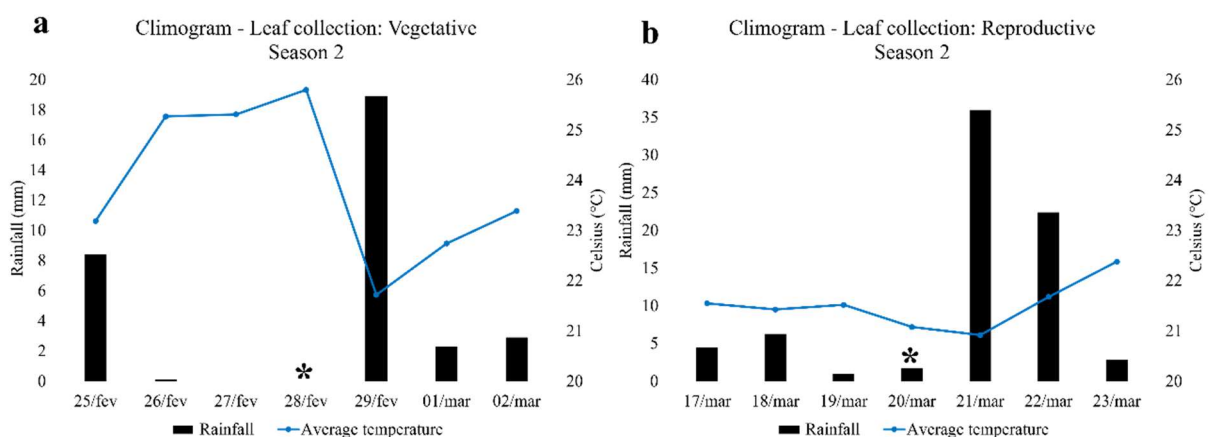 a
Climogram - Leaf collection: Vegetative
Season 2
Rainfall (mm)
20
18
16
14
12
10
8
6
4
2
0
Celsius (°C)
26
25
24
23
22
21
20
*
25/fev 26/fev 27/fev 28/fev 29/fev 01/mar 02/mar
Rainfall Average temperature
b
Climogram - Leaf collection: Reproductive
Season 2
Rainfall (mm)
40
35
30
25
20
15
10
5
0
Celsius (°C)
26
25
24
23
22
21
20
*
17/mar 18/mar 19/mar 20/mar 21/mar 22/mar 23/mar
Rainfall Average temperature